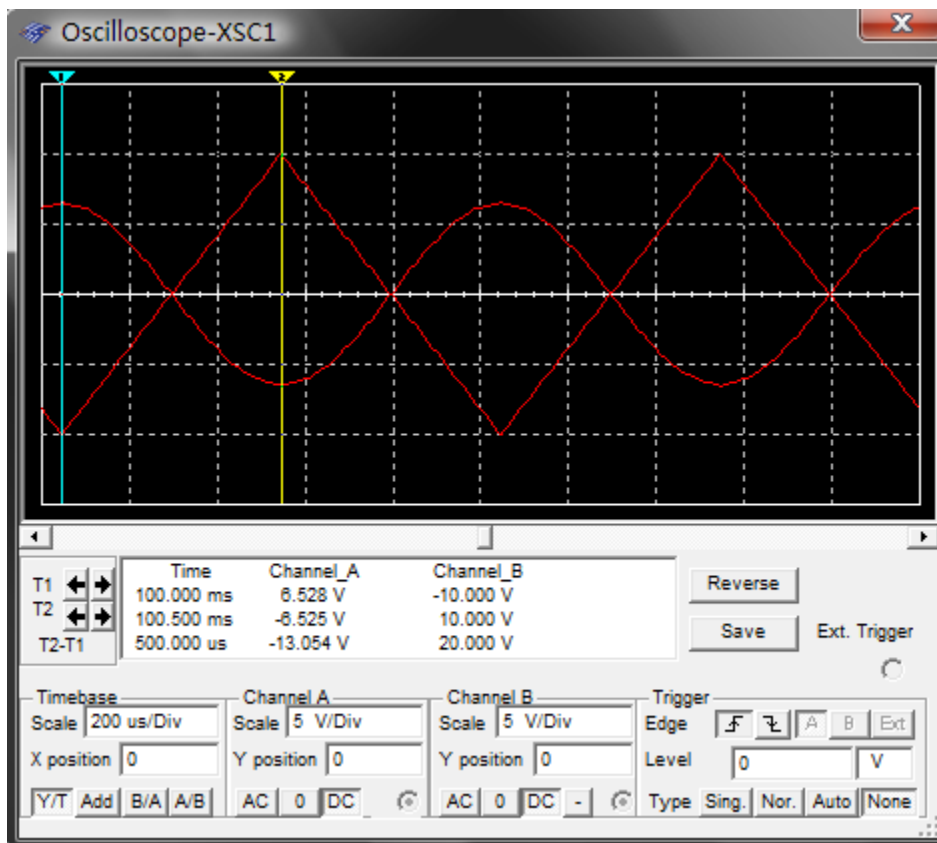 Oscilloscope-XSC1
1 2
Time Channel_A Channel_B
T1 100.000 ms 6.528 V -10.000 V
T2 100.500 ms -6.525 V 10.000 V
T2-T1 500.000 us -13.054 V 20.000 V
Reverse
Save
Ext. Trigger
Timebase
Scale 200 us/Div
X position 0
Y/T Add B/A A/B
Channel A
Scale 5 V/Div
Y position 0
AC 0 DC
Channel B
Scale 5 V/Div
Y position 0
AC 0 DC -
Trigger
Edge A B Ext
Level 0 V
Type Sing. Nor. Auto None